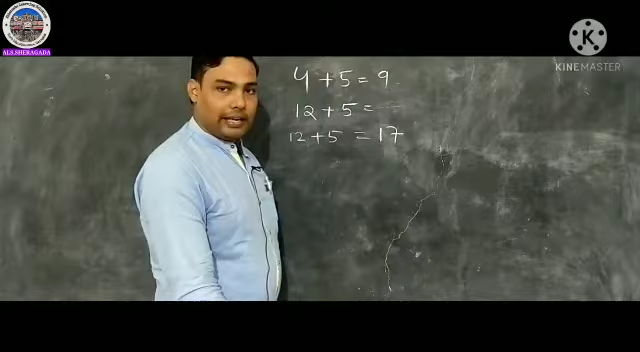 ALS.SHERAGADA
KINEMASTER
4 + 5 = 9
12 + 5 =
12 + 5 = 17